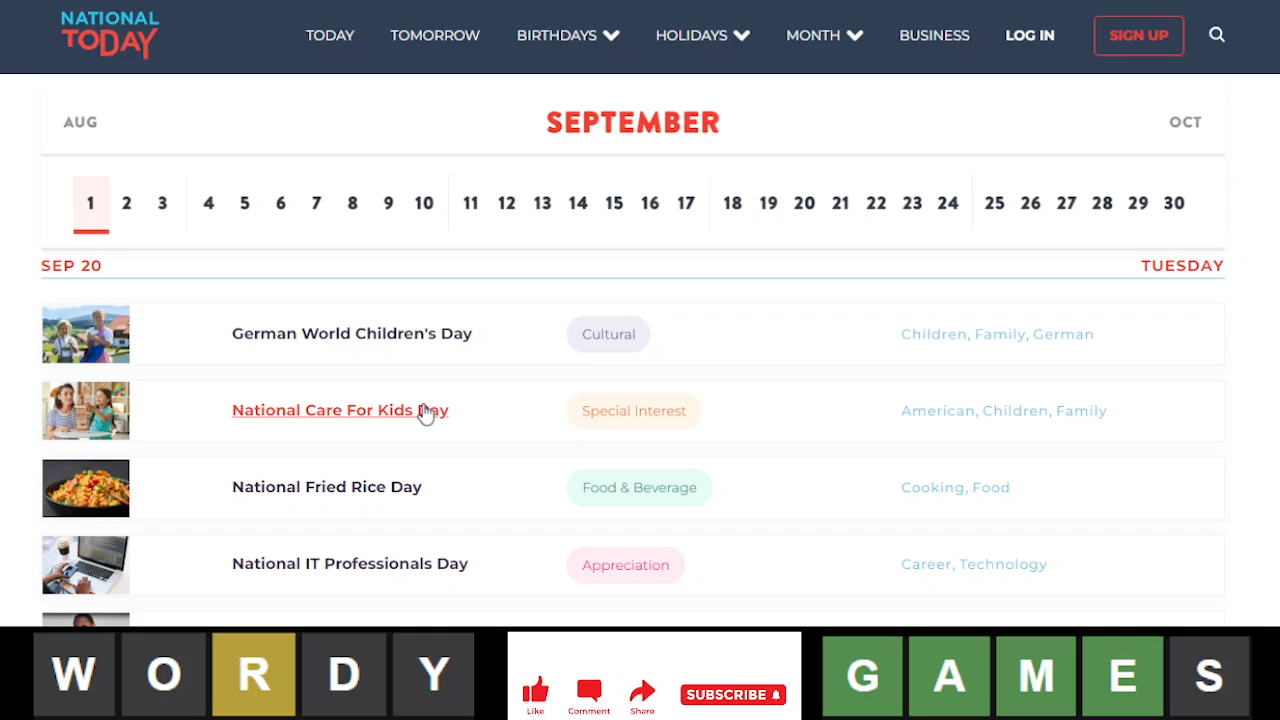 NATIONAL
TODAY
TODAY TOMORROW BIRTHDAYS HOLIDAYS MONTH BUSINESS LOG IN SIGN UP
AUG SEPTEMBER OCT
1 2 3 4 5 6 7 8 9 10 11 12 13 14 15 16 17 18 19 20 21 22 23 24 25 26 27 28 29 30
SEP 20 TUESDAY
German World Children's Day Cultural Children, Family, German
National Care For Kids Day Special Interest American, Children, Family
National Fried Rice Day Food & Beverage Cooking, Food
National IT Professionals Day Appreciation Career, Technology
WORDY GAMES
Like Comment Share SUBSCRIBE